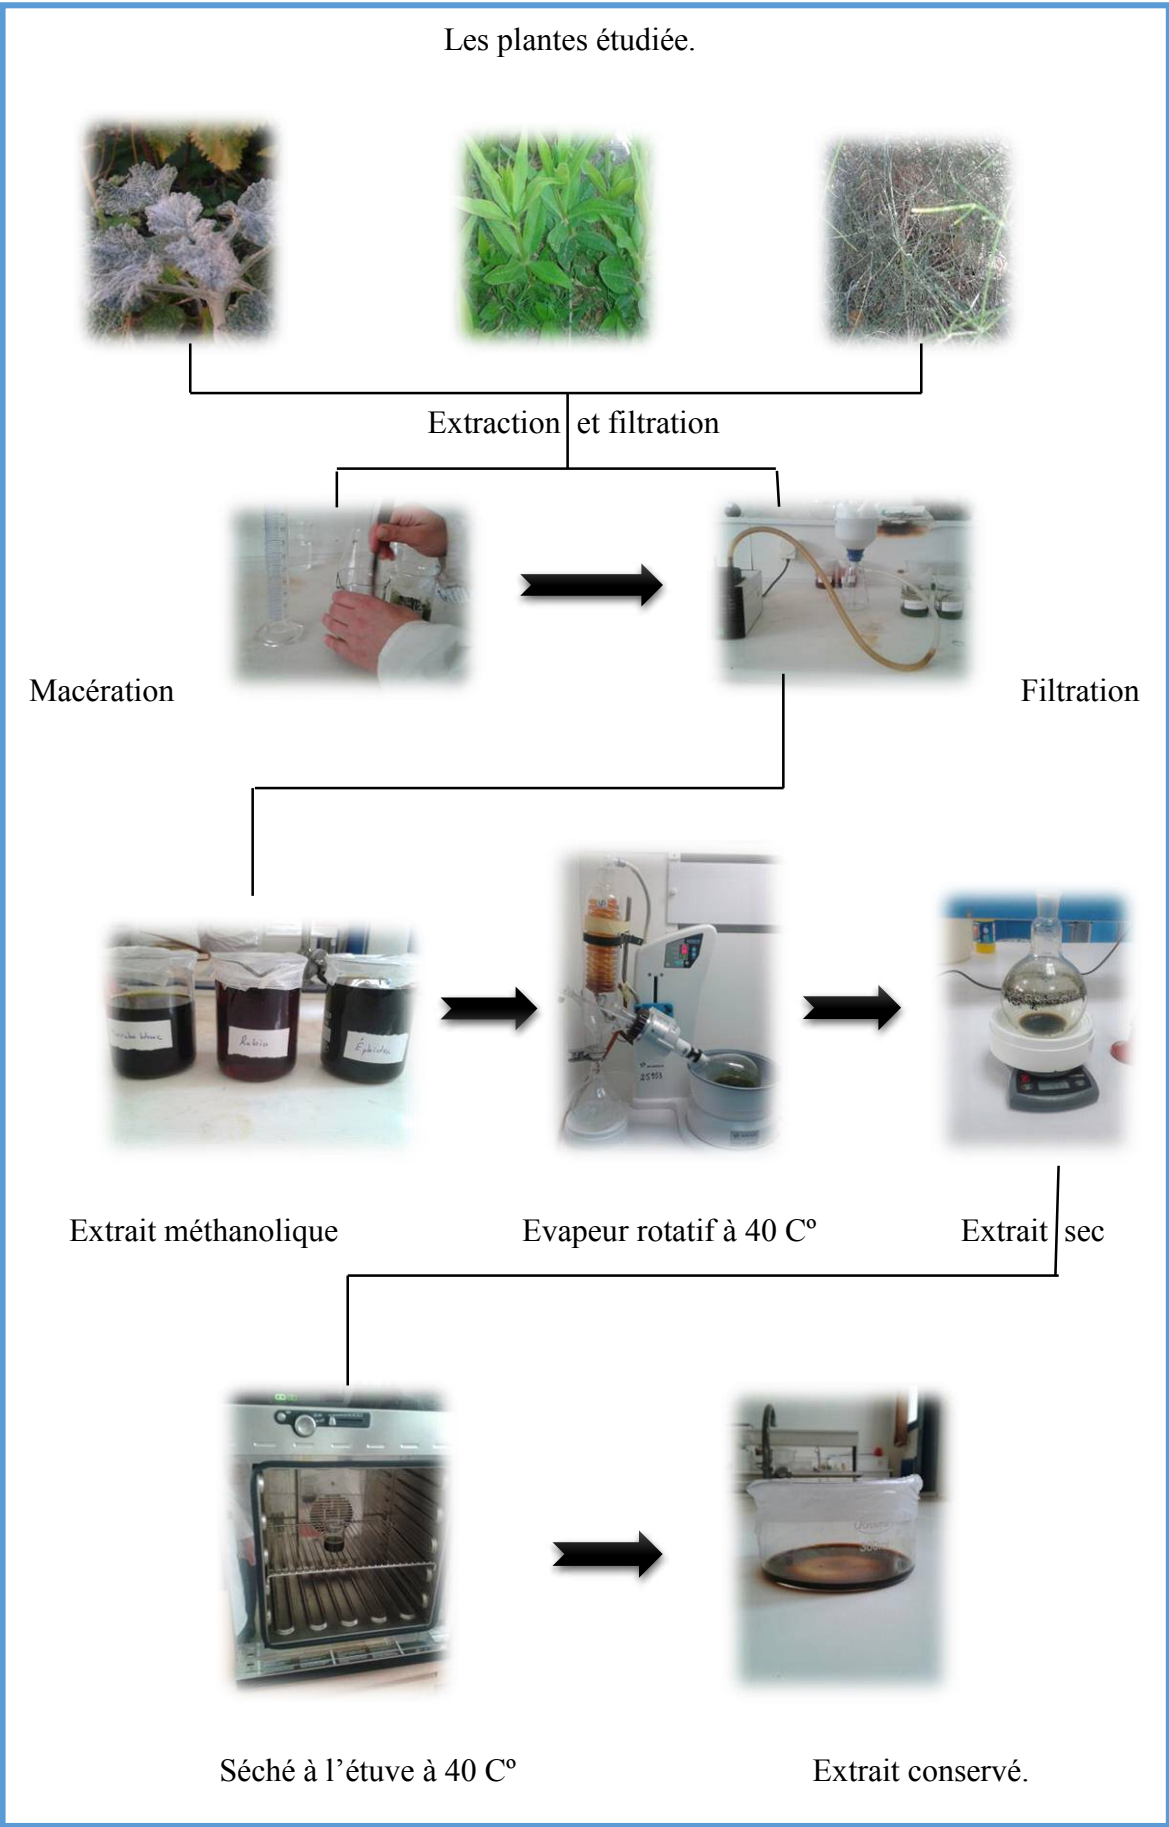 Les plantes étudiée.
Extraction et filtration
Macération
Filtration
25953
Extrait méthanolique
Evapeur rotatif à 40 Cº
Extrait sec
Séché à l’étuve à 40 Cº
Extrait conservé.